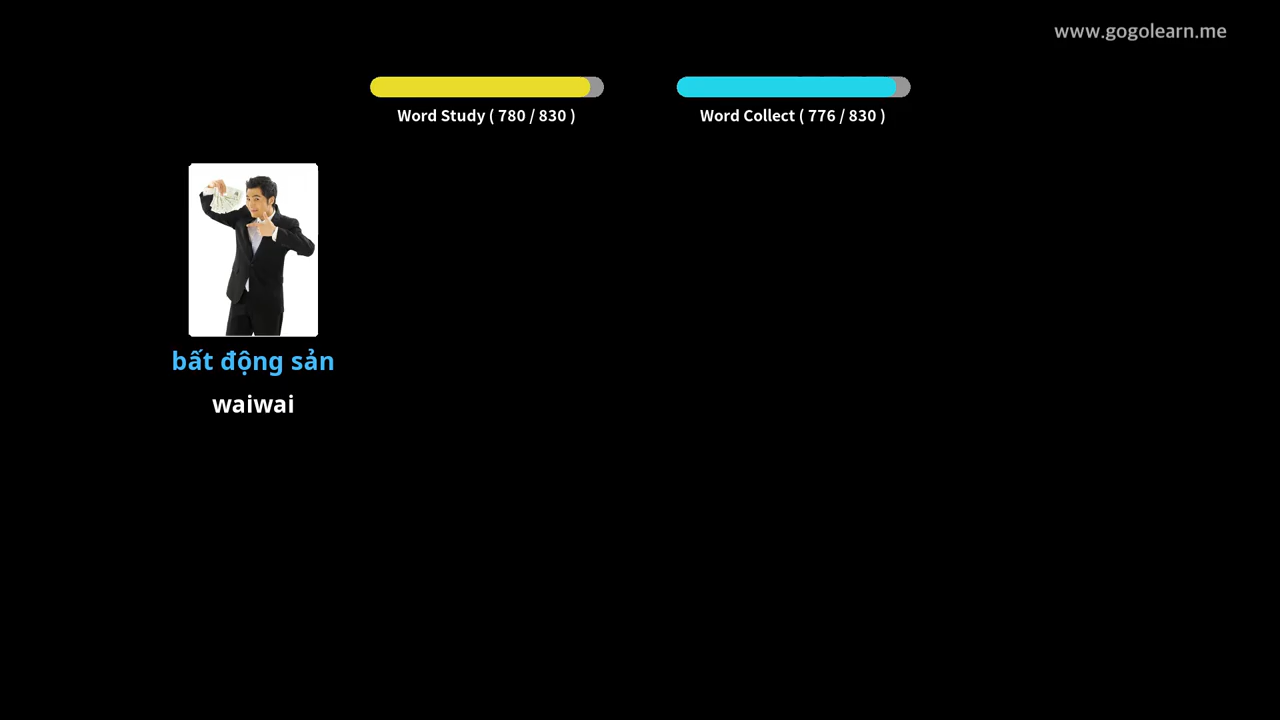 www.gogolearn.me
Word Study ( 780 / 830 )
Word Collect ( 776 / 830 )
bất động sản
waiwai